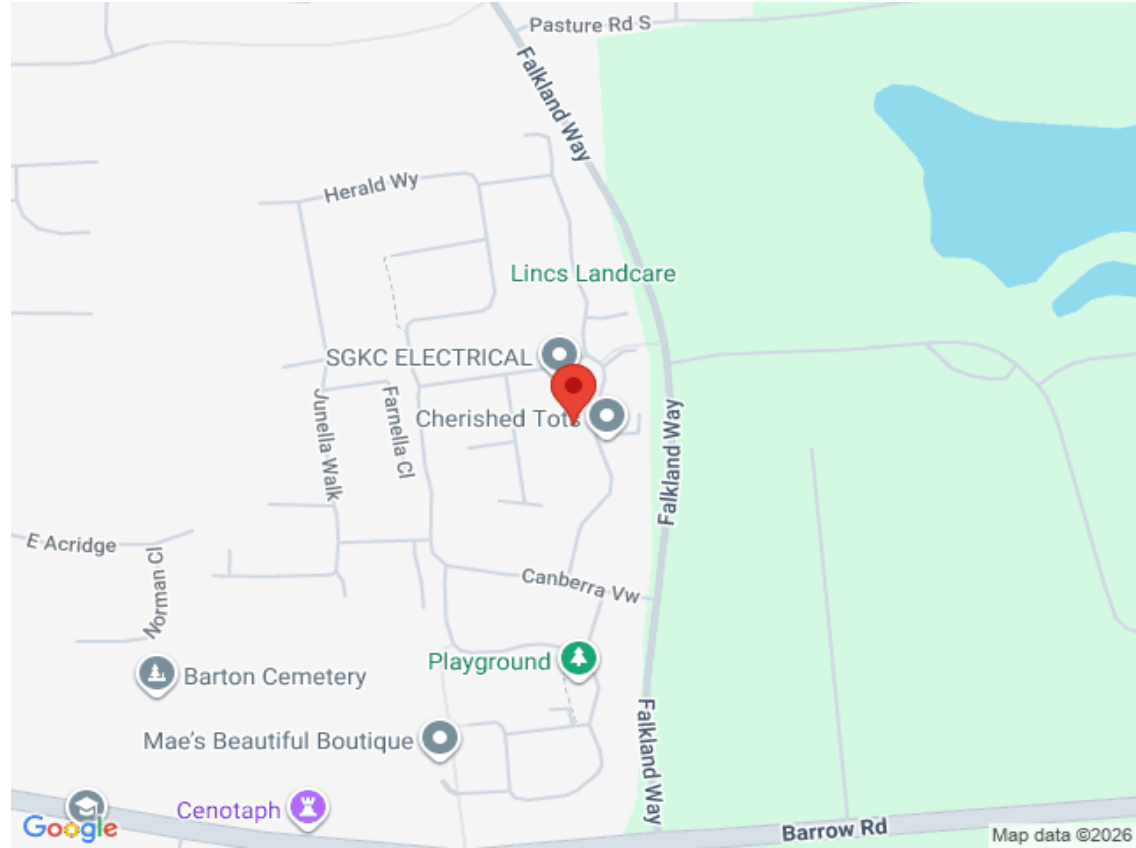 Pasture Rd S
Falkland Way
Herald Wy
Lincs Landcare
SGKC ELECTRICAL
Cherished Tots
Junella Walk
Farnella Cl
Falkland Way
E Acridge
Norman Cl
Canberra Vw
Playground
Barton Cemetery
Mae's Beautiful Boutique
Falkland Way
Cenotaph
Google
Barrow Rd
Map data ©2026